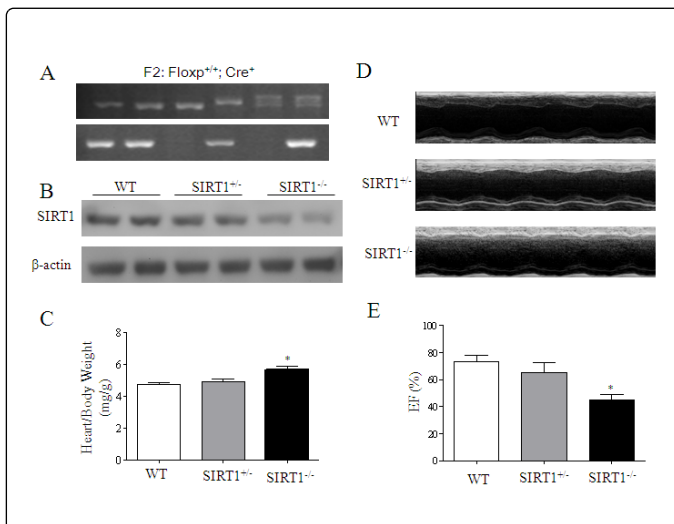 A
F2: Floxp+/+; Cre+
B
WT SIRT1+/- SIRT1-/-
SIRT1
β-actin
C
Heart/Body Weight
(mg/g)
8
6
4
2
0
*
WT SIRT1+/- SIRT1-/-
D
WT
SIRT1+/-
SIRT1-/-
E
EF (%)
100
80
60
40
20
0
*
WT SIRT1+/- SIRT1-/-